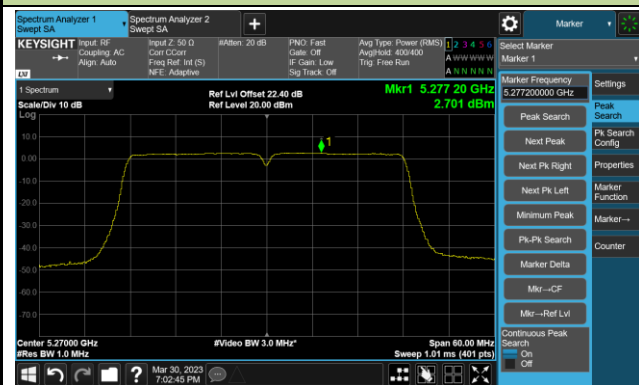 Spectrum Analyzer 1
Swept SA
Spectrum Analyzer 2
Swept SA
+
Marker
KEYSIGHT
Input: RF
Coupling: AC
Align: Auto
Input Z: 50 Ω
Corr CCorr
Freq Ref: Int (S)
NFE: Adaptive
#Atten: 20 dB
PNO: Fast
Gate: Off
IF Gain: Low
Sig Track: Off
Avg Type: Power (RMS)
Avg|Hold: 400/400
Trig: Free Run
1 2 3 4 5 6
A W W W W W
A N N N N N
LXI
Select Marker
Marker 1
1 Spectrum
Scale/Div 10 dB
Log
Ref Lvl Offset 22.40 dB
Ref Level 20.00 dBm
Mkr1 5.277 20 GHz
2.701 dBm
1
10.0
0.00
-10.0
-20.0
-30.0
-40.0
-50.0
-60.0
-70.0
Center 5.27000 GHz
#Res BW 1.0 MHz
#Video BW 3.0 MHz*
Span 60.00 MHz
Sweep 1.01 ms (401 pts)
Marker Frequency
5.277200000 GHz
Peak Search
Next Peak
Next Pk Right
Next Pk Left
Minimum Peak
Pk-Pk Search
Marker Delta
Mkr→CF
Mkr→Ref Lvl
Continuous Peak
Search
On
Off
Settings
Peak
Search
Pk Search
Config
Properties
Marker
Function
Marker→
Counter
?
Mar 30, 2023
7:02:45 PM